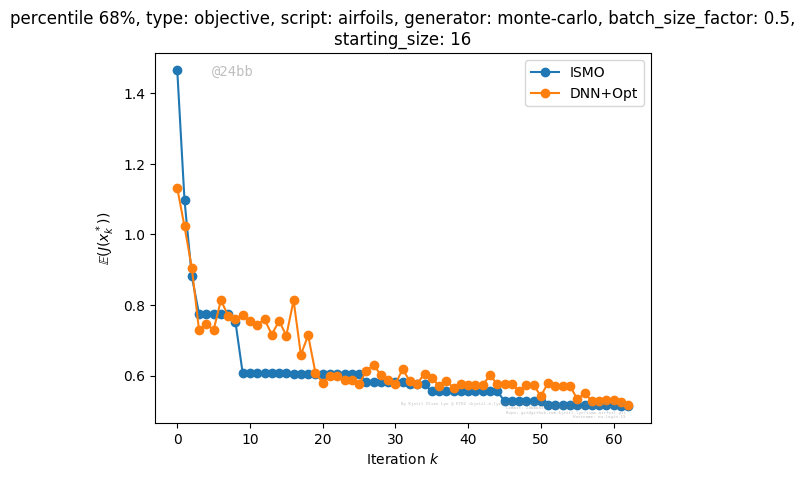 percentile 68%, type: objective, script: airfoils, generator: monte-carlo, batch_size_factor: 0.5,
starting_size: 16
@24bb
ISMO
DNN+Opt
1.4
1.2
1.0
0.8
0.6
𝔼(J(x_k^*))
0 10 20 30 40 50 60
Iteration k